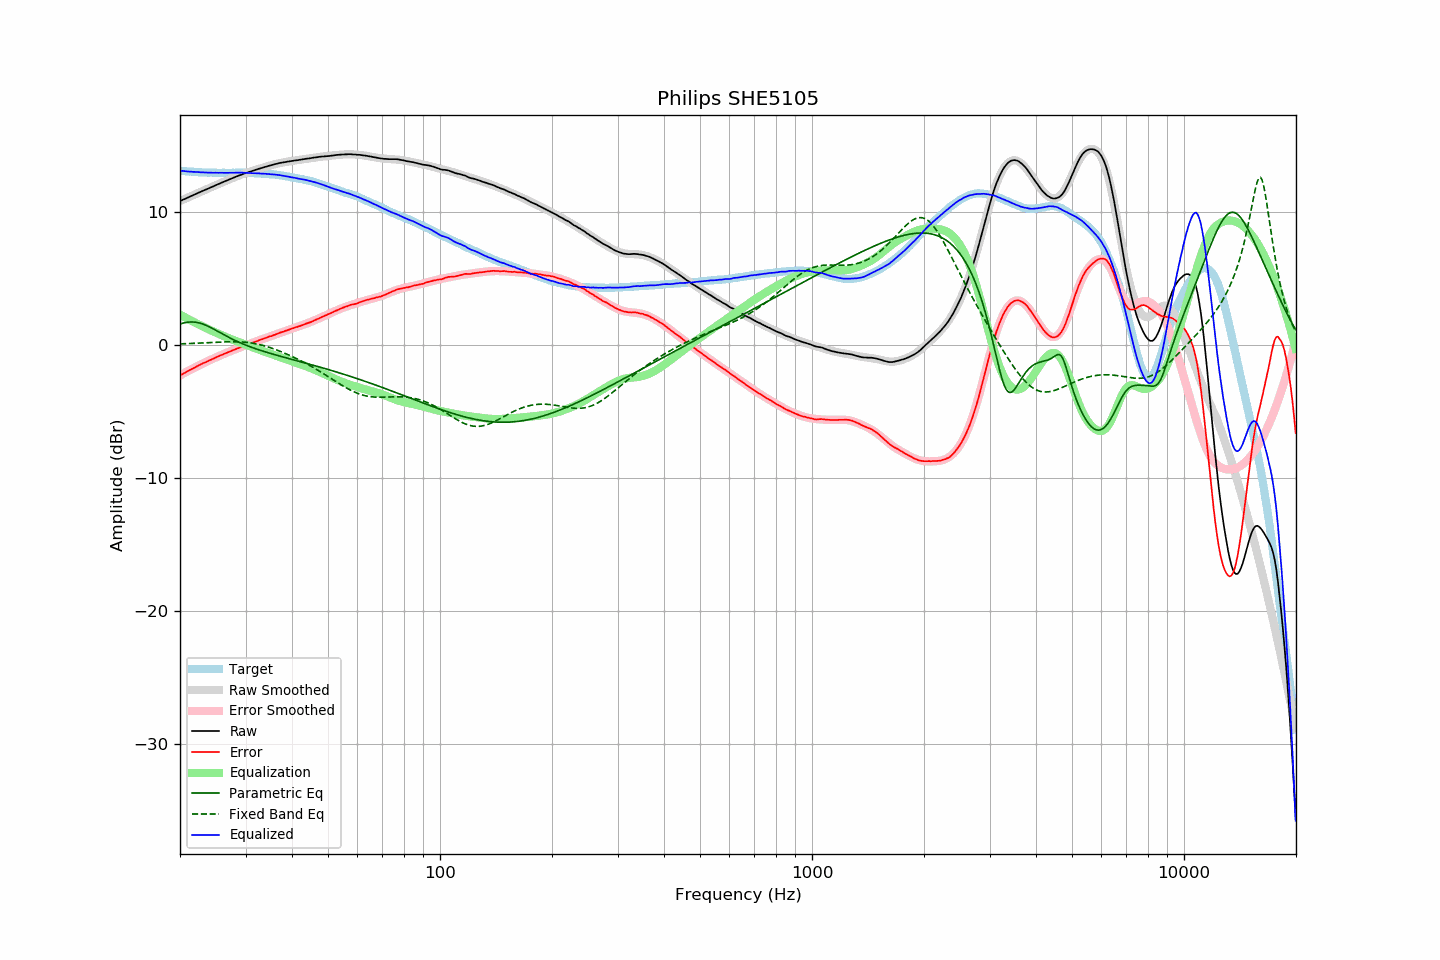 Philips SHE5105
10
0
−10
−20
−30
Amplitude (dBr)
Target
Raw Smoothed
Error Smoothed
Raw
Error
Equalization
Parametric Eq
Fixed Band Eq
Equalized
100
1000
10000
Frequency (Hz)